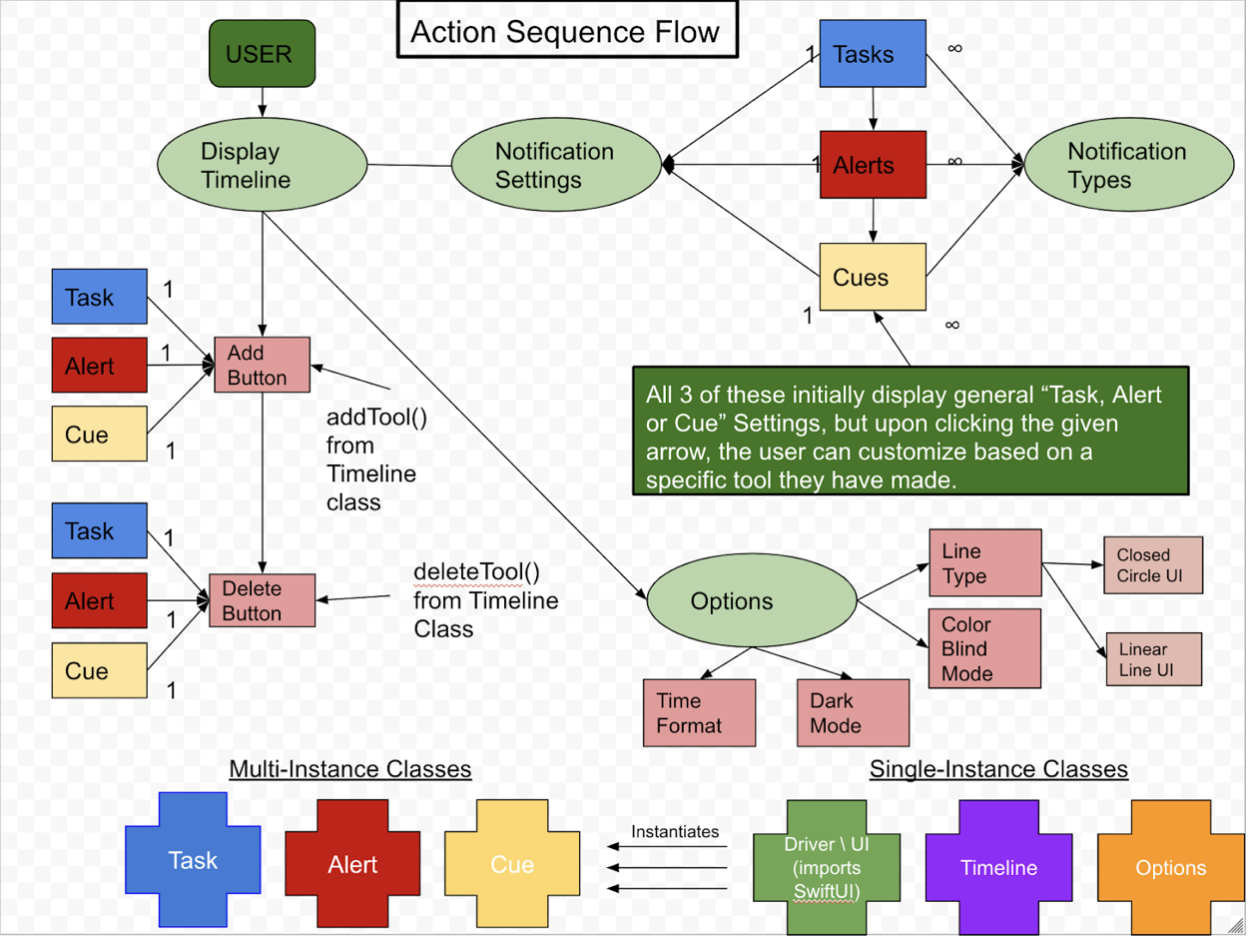 Action Sequence Flow
USER
Display
Timeline
Notification
Settings
1
Tasks
∞
1
Alerts
∞
Cues
1
∞
Notification
Types
Task
1
Alert
1
Cue
1
Add
Button
addTool()
from
Timeline
class
All 3 of these initially display general “Task, Alert
or Cue” Settings, but upon clicking the given
arrow, the user can customize based on a
specific tool they have made.
Task
1
Alert
1
Cue
1
Delete
Button
deleteTool()
from Timeline
Class
Options
Line
Type
Closed
Circle UI
Color
Blind
Mode
Linear
Line UI
Time
Format
Dark
Mode
Multi-Instance Classes
Single-Instance Classes
Task
Alert
Cue
Instantiates
Driver \ UI
(imports
SwiftUI)
Timeline
Options